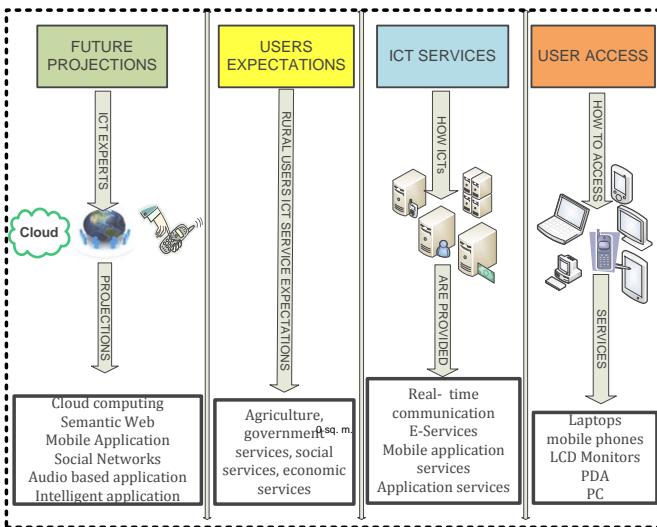 FUTURE
PROJECTIONS
ICT EXPERTS
Cloud
PROJECTIONS
Cloud computing
Semantic Web
Mobile Application
Social Networks
Audio based application
Intelligent application
USERS
EXPECTATIONS
RURAL USERS ICT SERVICE EXPECTATIONS
Agriculture,
government
0 sq. m.
services, social
services, economic
services
ICT SERVICES
HOW ICTs
ARE PROVIDED
Real- time
communication
E-Services
Mobile application
services
Application services
USER ACCESS
HOW TO ACCESS
SERVICES
Laptops
mobile phones
LCD Monitors
PDA
PC